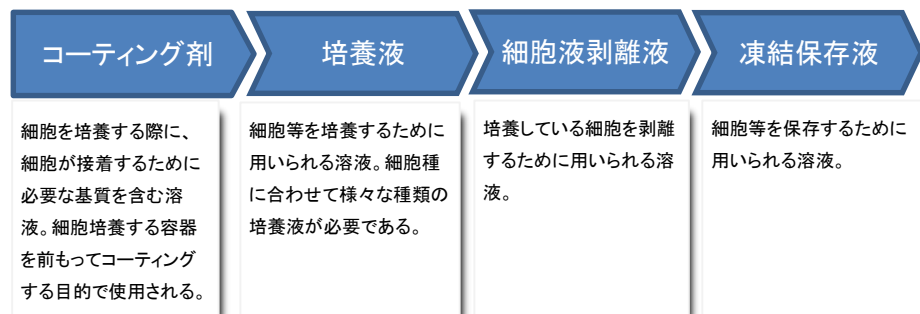 コーティング剤
培養液
細胞液剥離液
凍結保存液
細胞を培養する際に、
細胞が接着するために
必要な基質を含む溶
液。細胞培養する容器
を前もってコーティング
する目的で使用される。
細胞等を培養するために
用いられる溶液。細胞種
に合わせて様々な種類の
培養液が必要である。
培養している細胞を剥離
するために用いられる溶
液。
細胞等を保存するために
用いられる溶液。